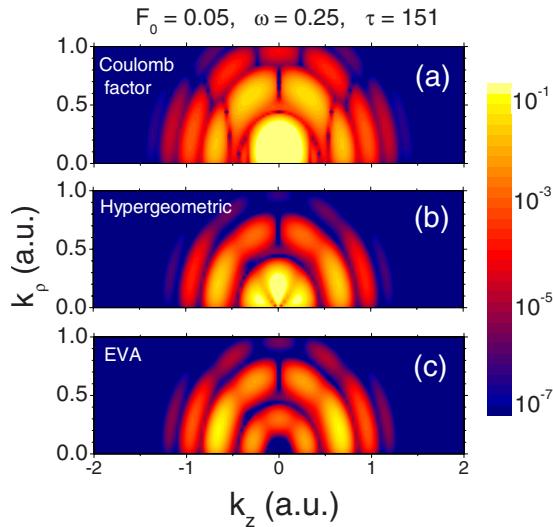 F₀ = 0.05, ω = 0.25, τ = 151
1.0
0.5
0.0
Coulomb
factor
(a)
1.0
0.5
0.0
Hypergeometric
(b)
1.0
0.5
0.0
EVA
(c)
-2
-1
0
1
2
k_ρ (a.u.)
k_z (a.u.)
10⁻¹
10⁻³
10⁻⁵
10⁻⁷